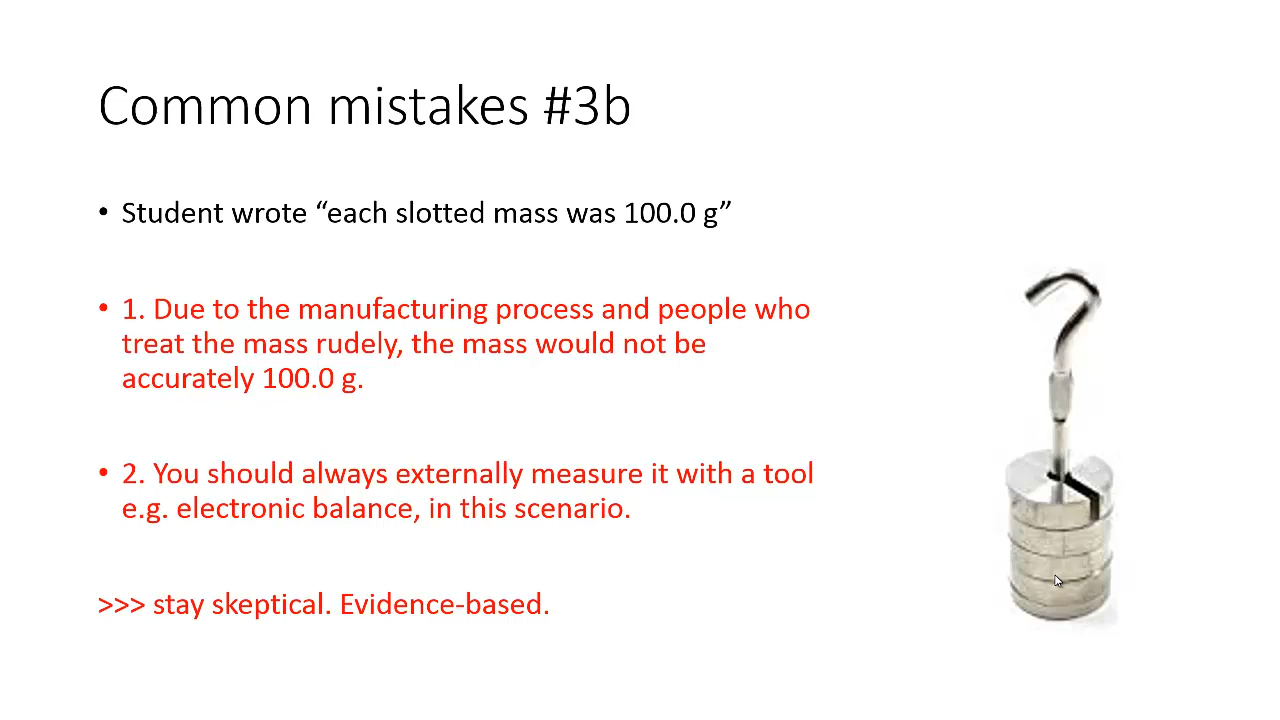 Common mistakes #3b
• Student wrote “each slotted mass was 100.0 g”
• 1. Due to the manufacturing process and people who
treat the mass rudely, the mass would not be
accurately 100.0 g.
• 2. You should always externally measure it with a tool
e.g. electronic balance, in this scenario.
>>> stay skeptical. Evidence-based.